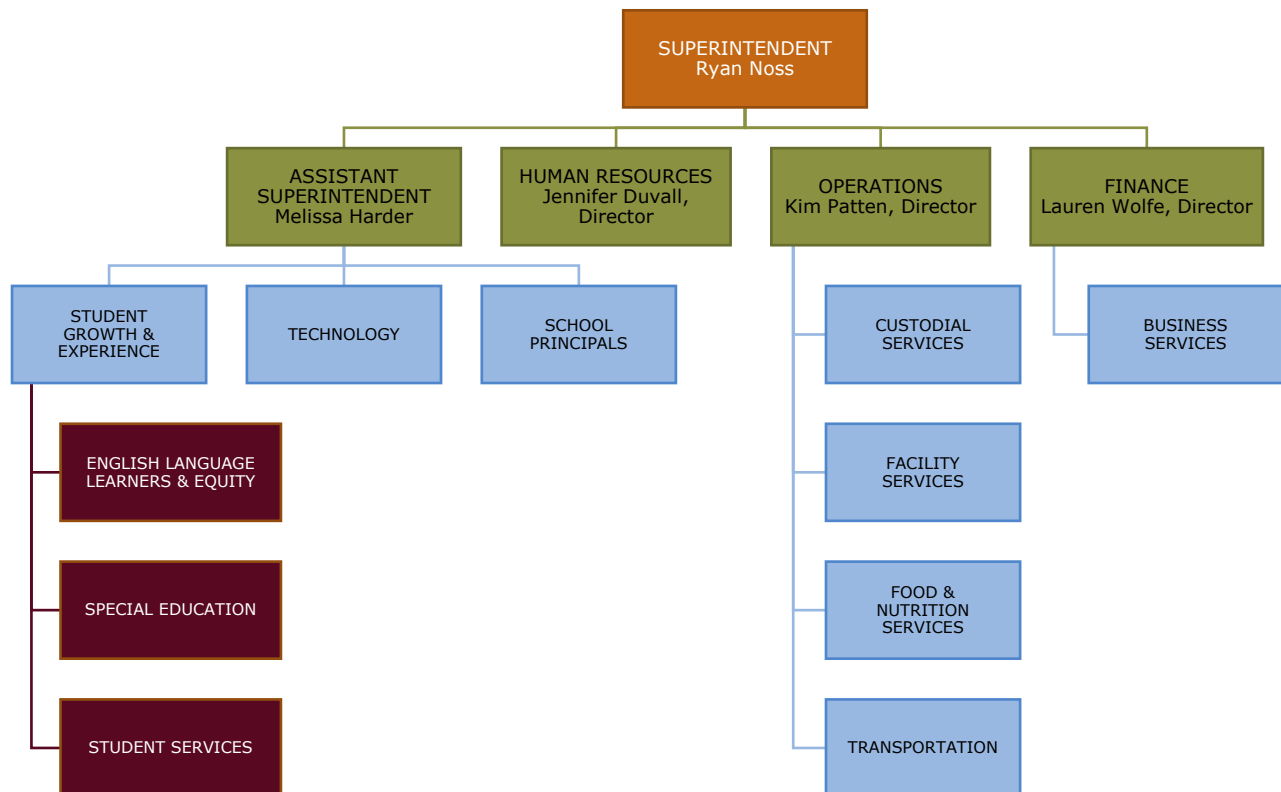 SUPERINTENDENT
Ryan Noss
ASSISTANT
SUPERINTENDENT
Melissa Harder
HUMAN RESOURCES
Jennifer Duvall,
Director
OPERATIONS
Kim Patten, Director
FINANCE
Lauren Wolfe, Director
STUDENT
GROWTH &
EXPERIENCE
TECHNOLOGY
SCHOOL
PRINCIPALS
CUSTODIAL
SERVICES
BUSINESS
SERVICES
ENGLISH LANGUAGE
LEARNERS & EQUITY
FACILITY
SERVICES
SPECIAL EDUCATION
FOOD &
NUTRITION
SERVICES
STUDENT SERVICES
TRANSPORTATION